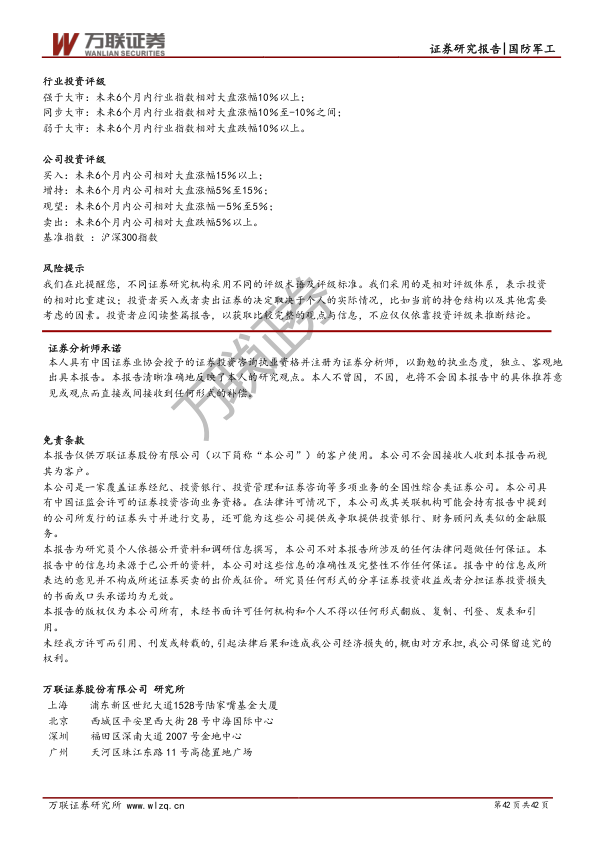 万联证券
WANLIAN SECURITIES
证券研究报告|国防军工
行业投资评级
强于大市：未来6个月内行业指数相对大盘涨幅10％以上；
同步大市：未来6个月内行业指数相对大盘涨幅10％至-10％之间；
弱于大市：未来6个月内行业指数相对大盘跌幅10％以上。
公司投资评级
买入：未来6个月内公司相对大盘涨幅15％以上；
增持：未来6个月内公司相对大盘涨幅5％至15％；
观望：未来6个月内公司相对大盘涨幅－5％至5％；
卖出：未来6个月内公司相对大盘跌幅5％以上。
基准指数 ：沪深300指数
风险提示
我们在此提醒您，不同证券研究机构采用不同的评级术语及评级标准。我们采用的是相对评级体系，表示投资
的相对比重建议；投资者买入或者卖出证券的决定取决于个人的实际情况，比如当前的持仓结构以及其他需要
考虑的因素。投资者应阅读整篇报告，以获取比较完整的观点与信息，不应仅仅依靠投资评级来推断结论。
证券分析师承诺
本人具有中国证券业协会授予的证券投资咨询执业资格并注册为证券分析师，以勤勉的执业态度，独立、客观地
出具本报告。本报告清晰准确地反映了本人的研究观点。本人不曾因，不因，也将不会因本报告中的具体推荐意
见或观点而直接或间接收到任何形式的补偿。
万联证券
免责条款
本报告仅供万联证券股份有限公司（以下简称“本公司”）的客户使用。本公司不会因接收人收到本报告而视
其为客户。
本公司是一家覆盖证券经纪、投资银行、投资管理和证券咨询等多项业务的全国性综合类证券公司。本公司具
有中国证监会许可的证券投资咨询业务资格。在法律许可情况下，本公司或其关联机构可能会持有报告中提到
的公司所发行的证券头寸并进行交易，还可能为这些公司提供或争取提供投资银行、财务顾问或类似的金融服
务。
本报告为研究员个人依据公开资料和调研信息撰写，本公司不对本报告所涉及的任何法律问题做任何保证。本
报告中的信息均来源于已公开的资料，本公司对这些信息的准确性及完整性不作任何保证。报告中的信息或所
表达的意见并不构成所述证券买卖的出价或征价。研究员任何形式的分享证券投资收益或者分担证券投资损失
的书面或口头承诺均为无效。
本报告的版权仅为本公司所有，未经书面许可任何机构和个人不得以任何形式翻版、复制、刊登、发表和引
用。
未经我方许可而引用、刊发或转载的,引起法律后果和造成我公司经济损失的,概由对方承担,我公司保留追究的
权利。
万联证券股份有限公司 研究所
上海 浦东新区世纪大道1528号陆家嘴基金大厦
北京 西城区平安里西大街 28 号中海国际中心
深圳 福田区深南大道 2007 号金地中心
广州 天河区珠江东路 11 号高德置地广场
万联证券研究所 www.wlzq.cn
第42页共42页